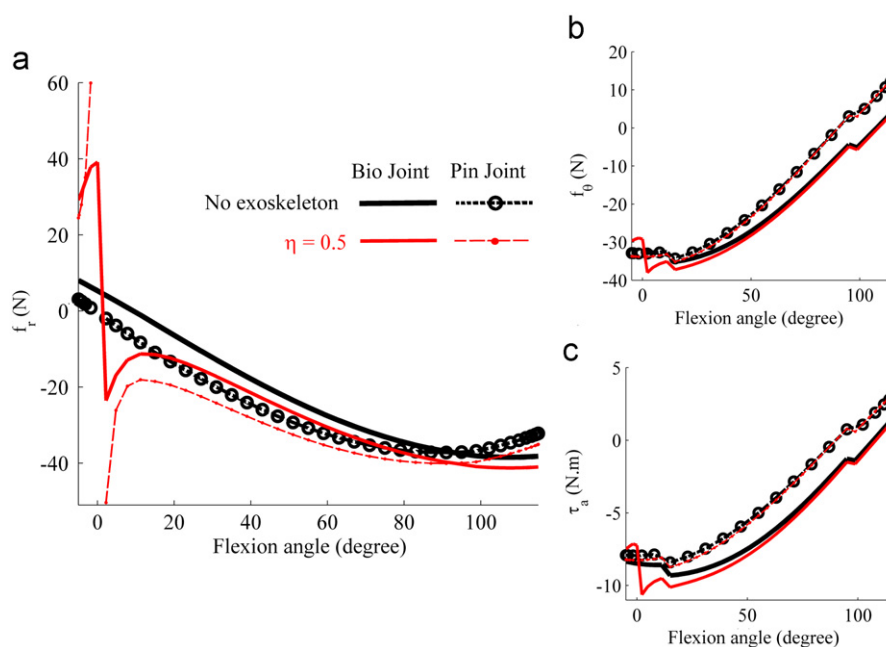 a
60
40
20
0
-20
-40
f_r (N)
0 20 40 60 80 100
Flexion angle (degree)
Bio Joint Pin Joint
No exoskeleton
η = 0.5
b
20
10
0
-10
-20
-30
-40
f_θ (N)
0 50 100
Flexion angle (degree)
c
5
0
-5
-10
τ_a (N.m)
0 50 100
Flexion angle (degree)